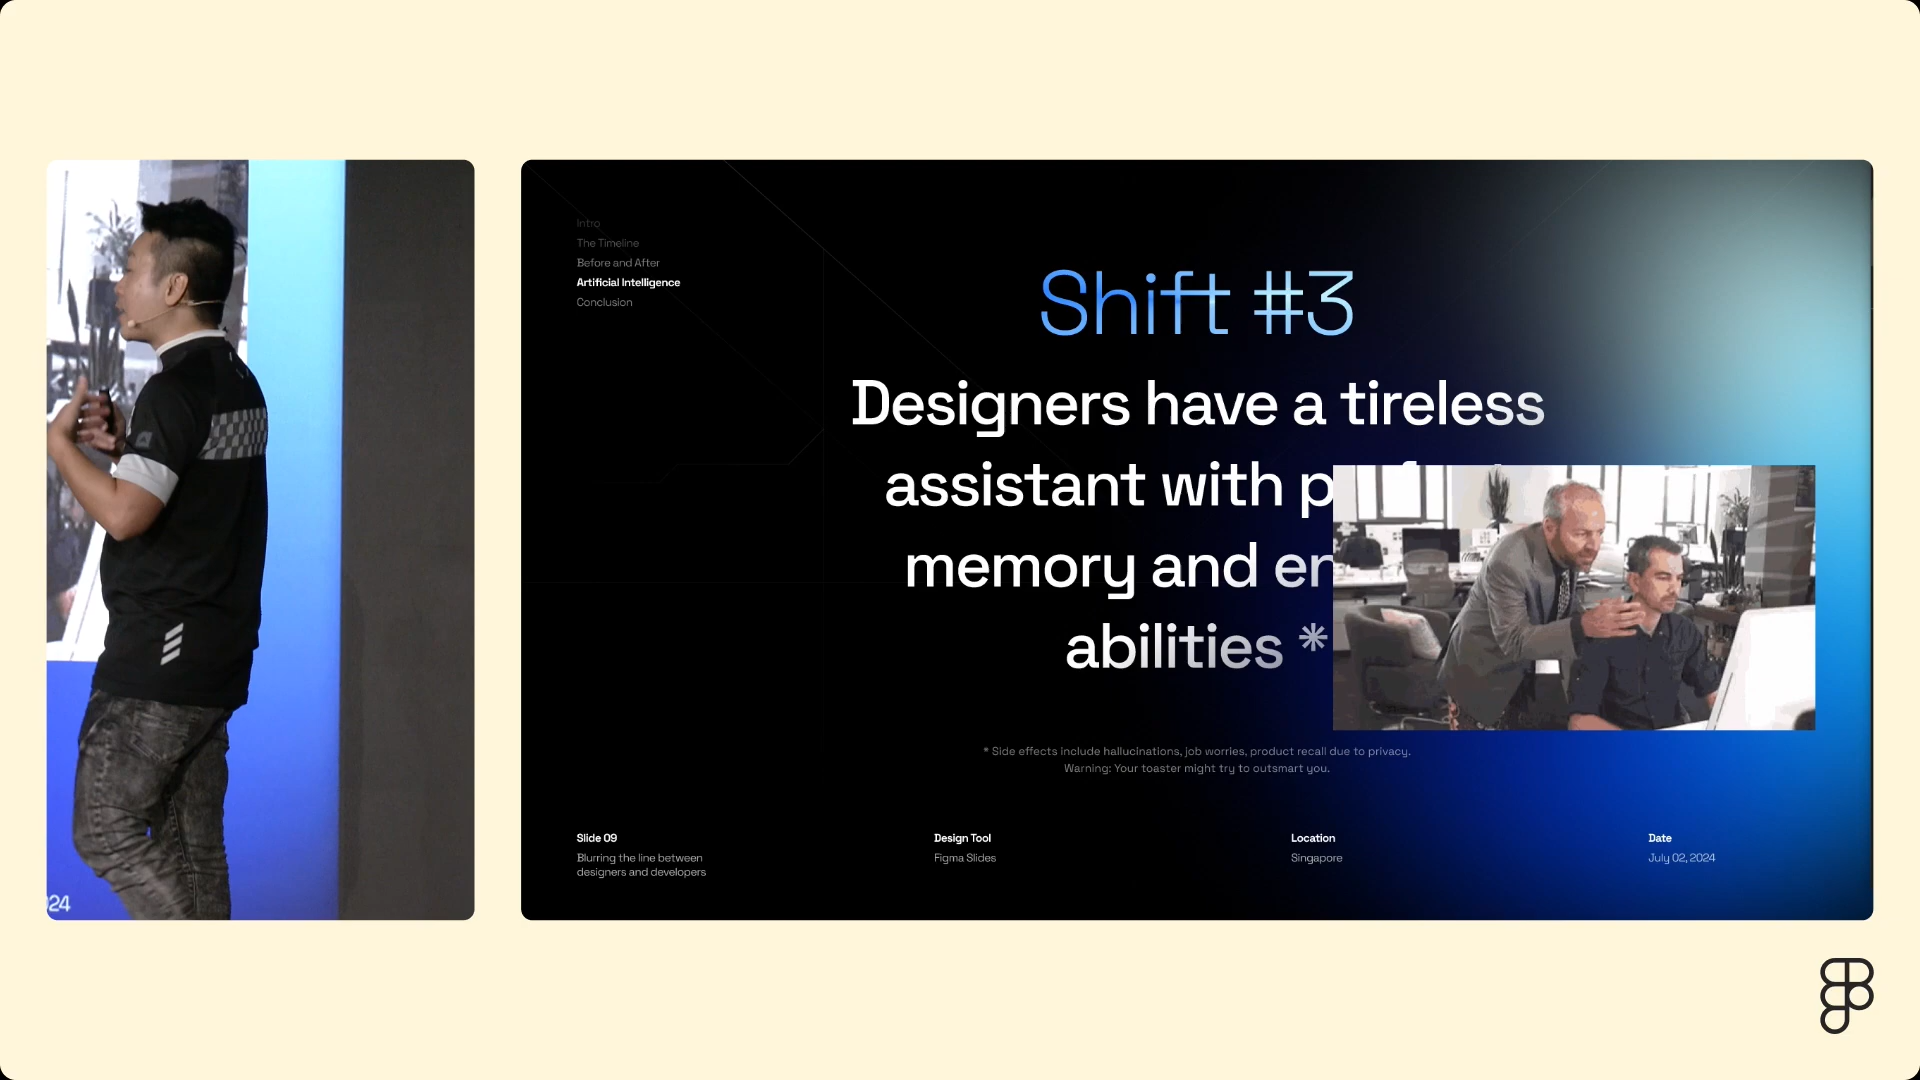 Intro
The Timeline
Before and After
Artificial Intelligence
Conclusion
Shift #3
Designers have a tireless
assistant with
memory and
abilities *
* Side effects include hallucinations, job worries, product recall due to privacy.
Warning: Your toaster might try to outsmart you.
Slide 09
Blurring the line between
designers and developers
Design Tool
Figma Slides
Location
Singapore
Date
July 02, 2024
24